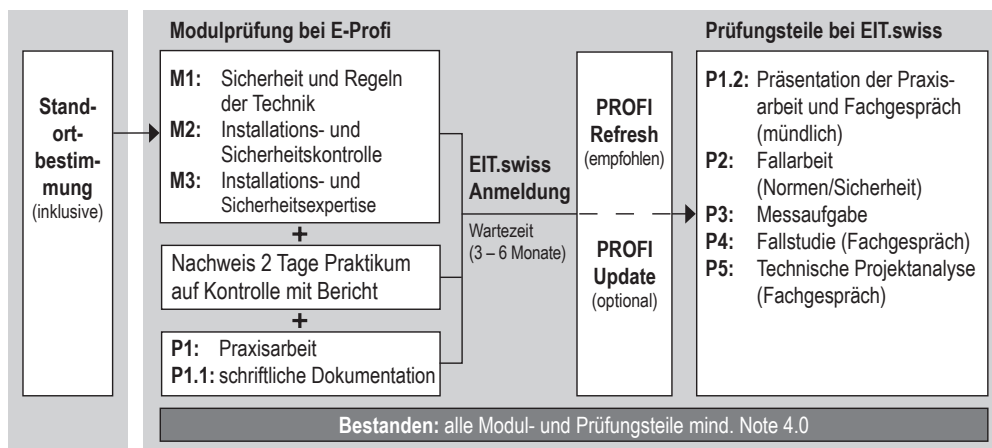 Stand-
ort-
bestim-
mung
(inklusive)
Modulprüfung bei E-Profi
M1: Sicherheit und Regeln
der Technik
M2: Installations- und
Sicherheitskontrolle
M3: Installations- und
Sicherheitsexpertise
+
Nachweis 2 Tage Praktikum
auf Kontrolle mit Bericht
+
P1: Praxisarbeit
P1.1: schriftliche Dokumentation
EIT.swiss
Anmeldung
Wartezeit
(3 – 6 Monate)
PROFI
Refresh
(empfohlen)
PROFI
Update
(optional)
Prüfungsteile bei EIT.swiss
P1.2: Präsentation der Praxis-
arbeit und Fachgespräch
(mündlich)
P2: Fallarbeit
(Normen/Sicherheit)
P3: Messaufgabe
P4: Fallstudie (Fachgespräch)
P5: Technische Projektanalyse
(Fachgespräch)
Bestanden: alle Modul- und Prüfungsteile mind. Note 4.0